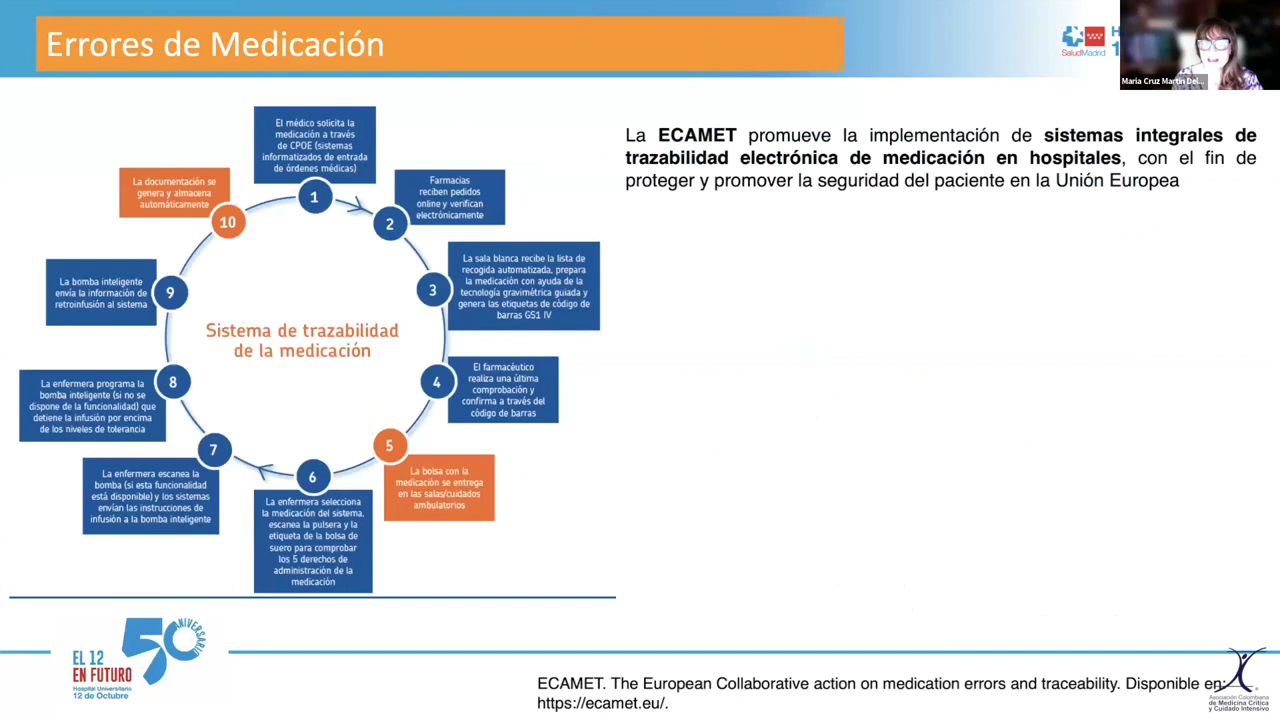 Errores de Medicación
SaludMadrid
H
1
Maria Cruz Martin Del...
El médico solicita la
medicación a través
de CPOE (sistemas
informatizados de entrada
de órdenes médicas)
1
Farmacias
reciben pedidos
online y verifican
electrónicamente
2
La sala blanca recibe la lista de
recogida automatizada, prepara
la medicación con ayuda de la
tecnología gravimétrica guiada y
genera las etiquetas de código de
barras GS1 IV
3
El farmacéutico
realiza una última
comprobación y
confirma a través del
código de barras
4
La bolsa con la
medicación se entrega
en las salas/cuidados
ambulatorios
5
La enfermera selecciona
la medicación del sistema,
escanea la pulsera y la
etiqueta de la bolsa de
suero para comprobar
los 5 derechos de
administración de la
medicación
6
La enfermera escanea la
bomba (si esta funcionalidad
está disponible) y los sistemas
envían las instrucciones de
infusión a la bomba inteligente
7
La enfermera programa la
bomba inteligente (si no se
dispone de la funcionalidad) que
detiene la infusión por encima
de los niveles de tolerancia
8
La bomba inteligente
envía la información de
retroinfusión al sistema
9
La documentación se
genera y almacena
automáticamente
10
Sistema de trazabilidad
de la medicación
La ECAMET promueve la implementación de sistemas integrales de
trazabilidad electrónica de medicación en hospitales, con el fin de
proteger y promover la seguridad del paciente en la Unión Europea
EL 12
EN FUTURO
Hospital Universitario
12 de Octubre
50
ANIVERSARIO
ECAMET. The European Collaborative action on medication errors and traceability. Disponible en:
https://ecamet.eu/.
Asociación Colombiana
de Medicina Crítica
y Cuidado Intensivo